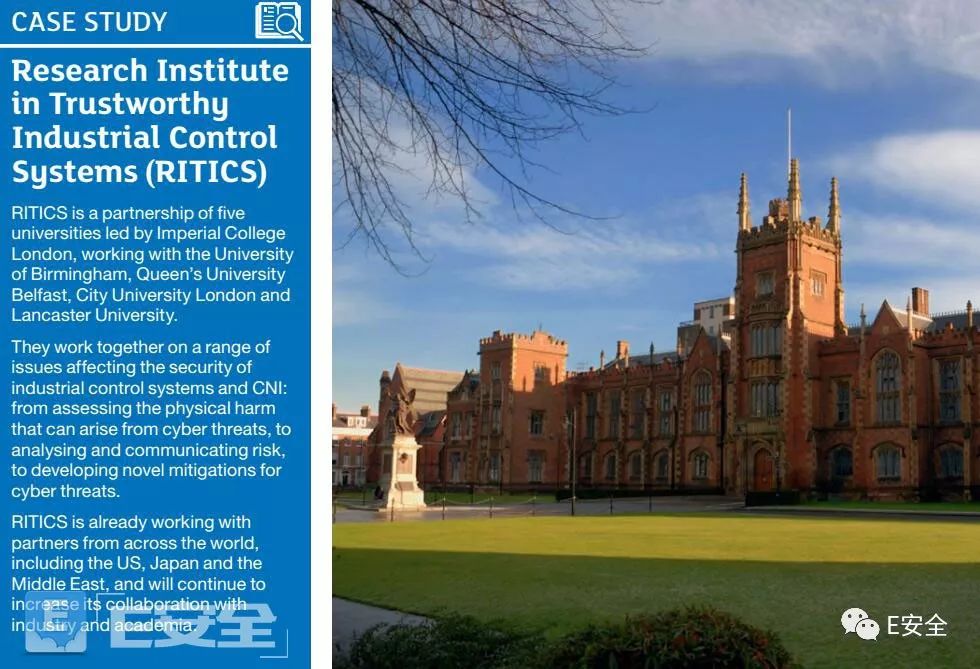 CASE STUDY
Research Institute
in Trustworthy
Industrial Control
Systems (RITICS)
RITICS is a partnership of five
universities led by Imperial College
London, working with the University
of Birmingham, Queen's University
Belfast, City University London and
Lancaster University.
They work together on a range of
issues affecting the security of
industrial control systems and CNI:
from assessing the physical harm
that can arise from cyber threats, to
analysing and communicating risk,
to developing novel mitigations for
cyber threats.
RITICS is already working with
partners from across the world,
including the US, Japan and the
Middle East, and will continue to
increase its collaboration with
industry and academia.
E安全
E安全